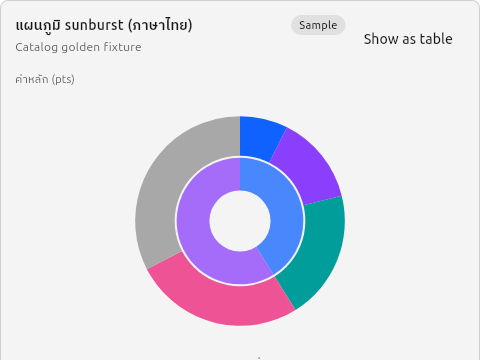 แผนภูมิ sunburst (ภาษาไทย)
Sample
Show as table
Catalog golden fixture
ค่าหลัก (pts)